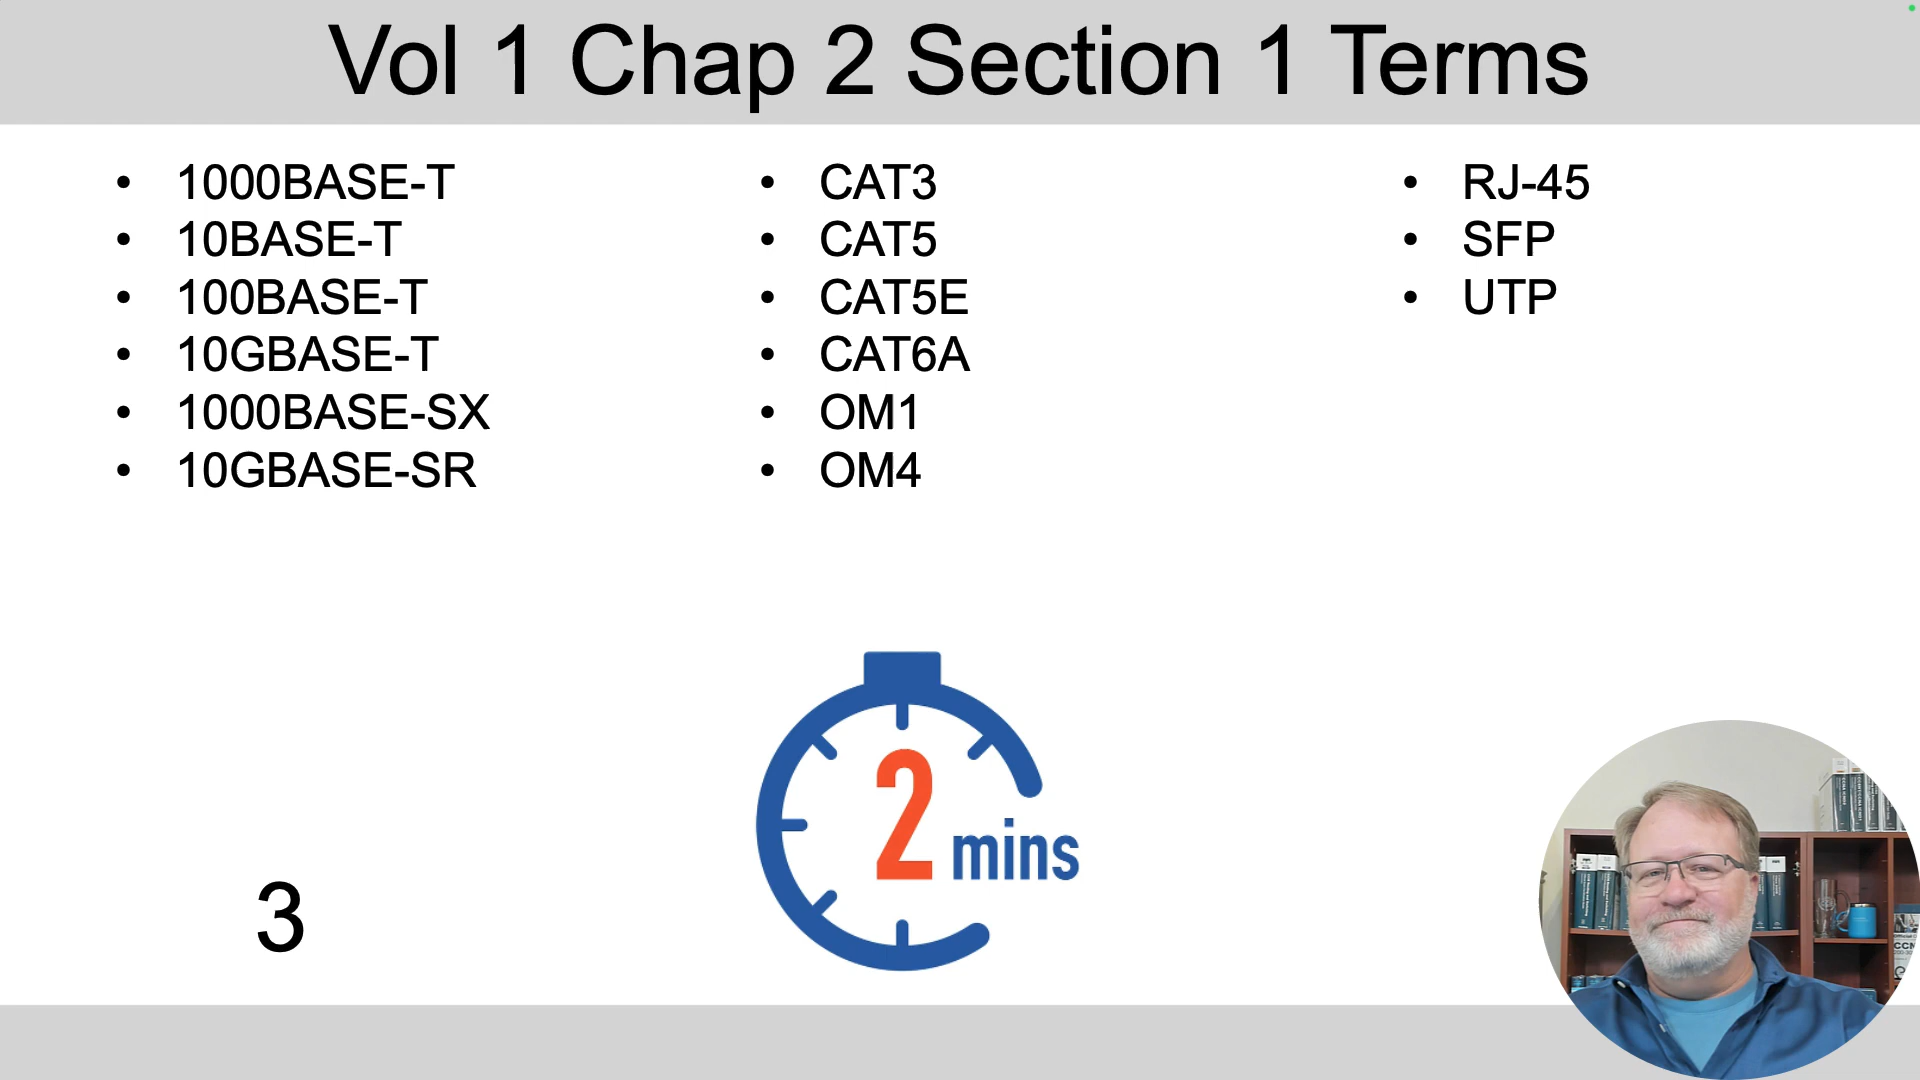 Vol 1 Chap 2 Section 1 Terms
• 1000BASE-T
• 10BASE-T
• 100BASE-T
• 10GBASE-T
• 1000BASE-SX
• 10GBASE-SR
• CAT3
• CAT5
• CAT5E
• CAT6A
• OM1
• OM4
• RJ-45
• SFP
• UTP
2 mins
3